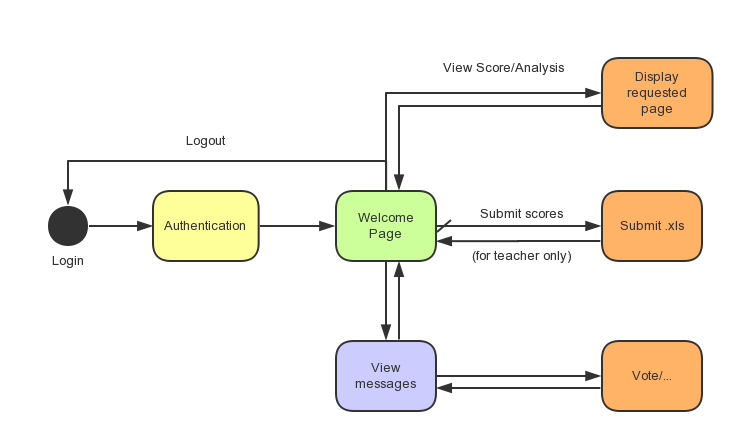 View Score/Analysis
Display
requested
page
Logout
Authentication
Welcome
Page
Submit scores
Submit .xls
(for teacher only)
Login
View
messages
Vote/...